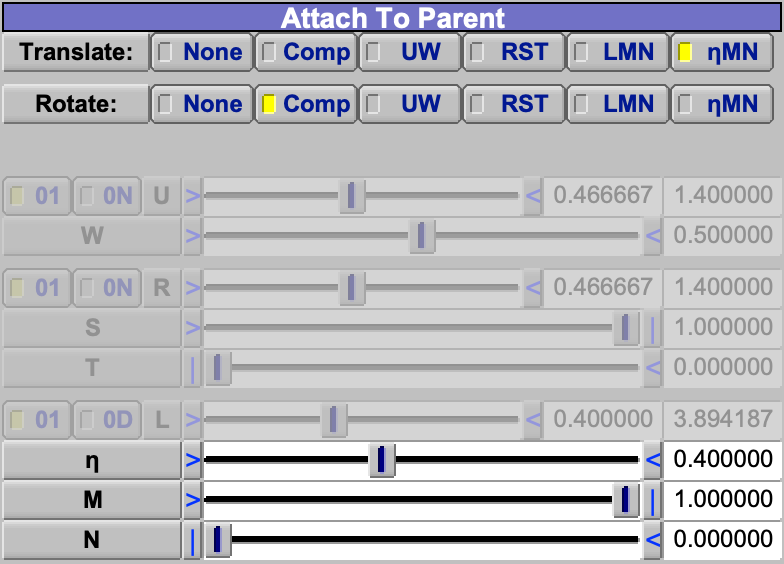 Attach To Parent
Translate: None Comp UW RST LMN ηMN
Rotate: None Comp UW RST LMN ηMN
01 0N U > < 0.466667 1.400000
W > < 0.500000
01 0N R > < 0.466667 1.400000
S > | 1.000000
T | < 0.000000
01 0D L > < 0.400000 3.894187
η > < 0.400000
M > | 1.000000
N | < 0.000000